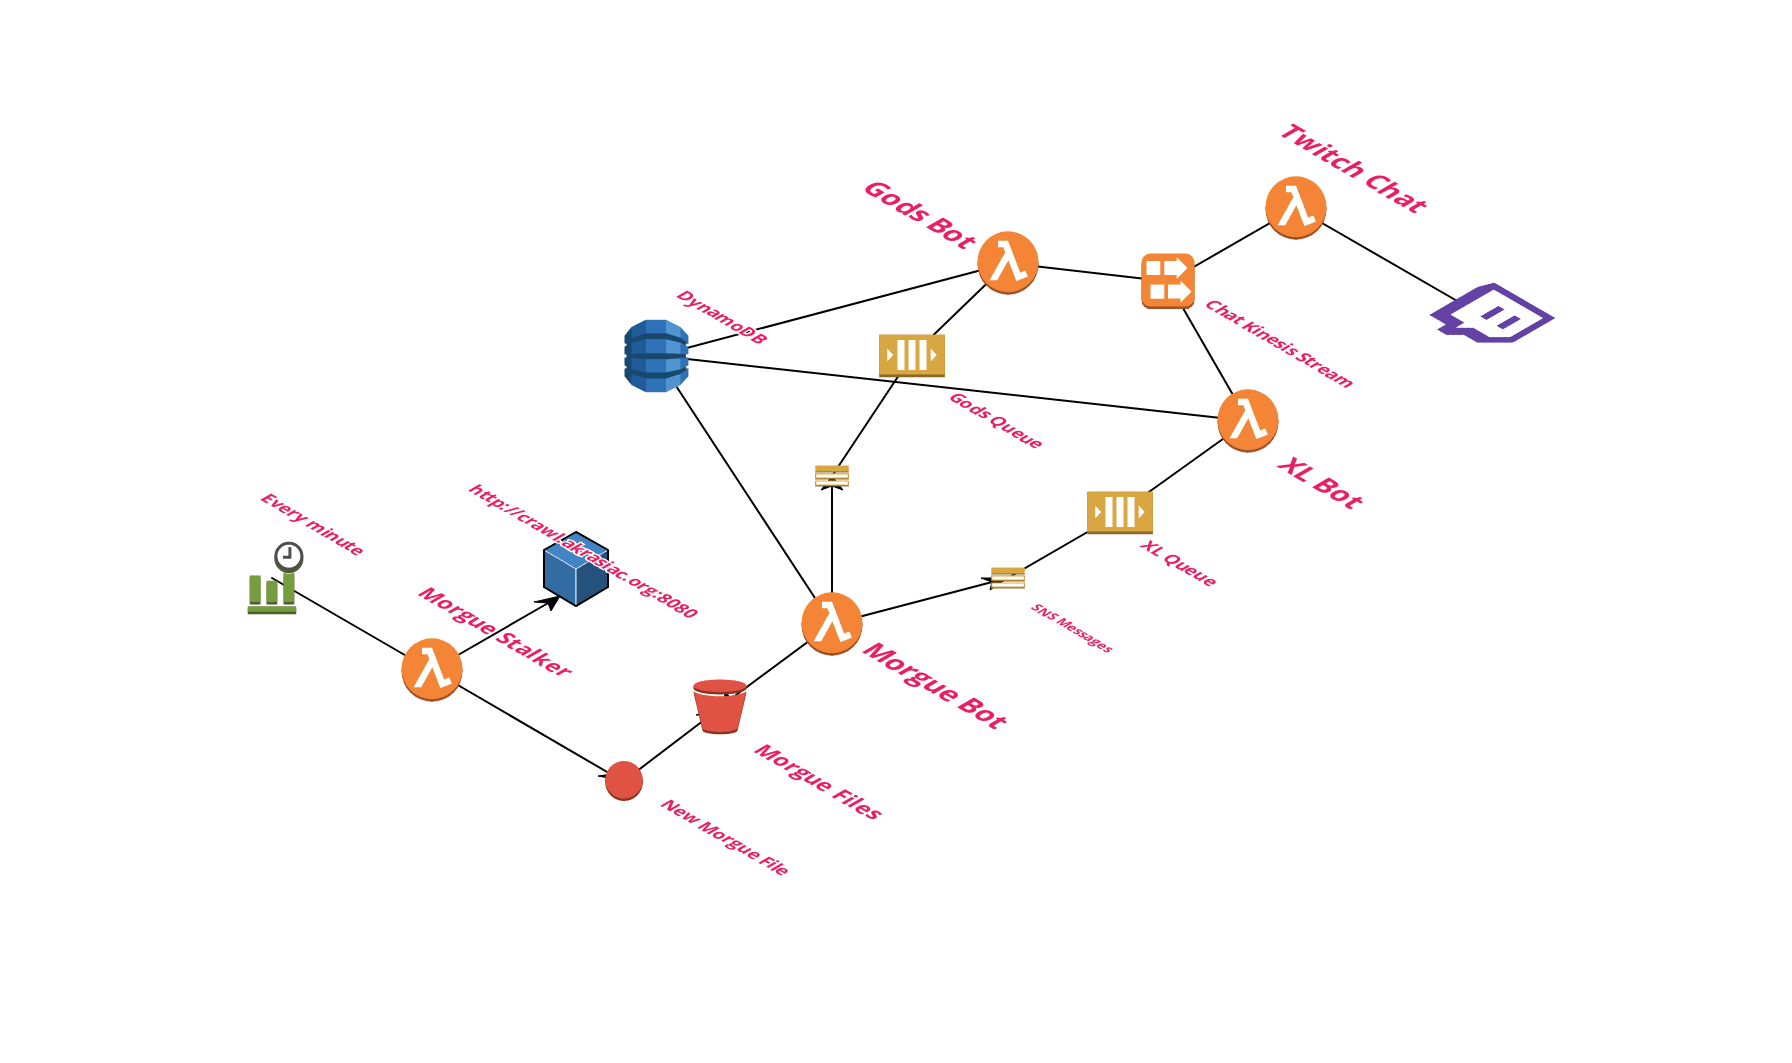 Twitch Chat
Gods Bot
DynamoDB
Chat Kinesis Stream
Gods Queue
XL Bot
Every minute
http://crawl.akrasiac.org:8080
XL Queue
Morgue Stalker
SNS Messages
Morgue Bot
Morgue Files
New Morgue File